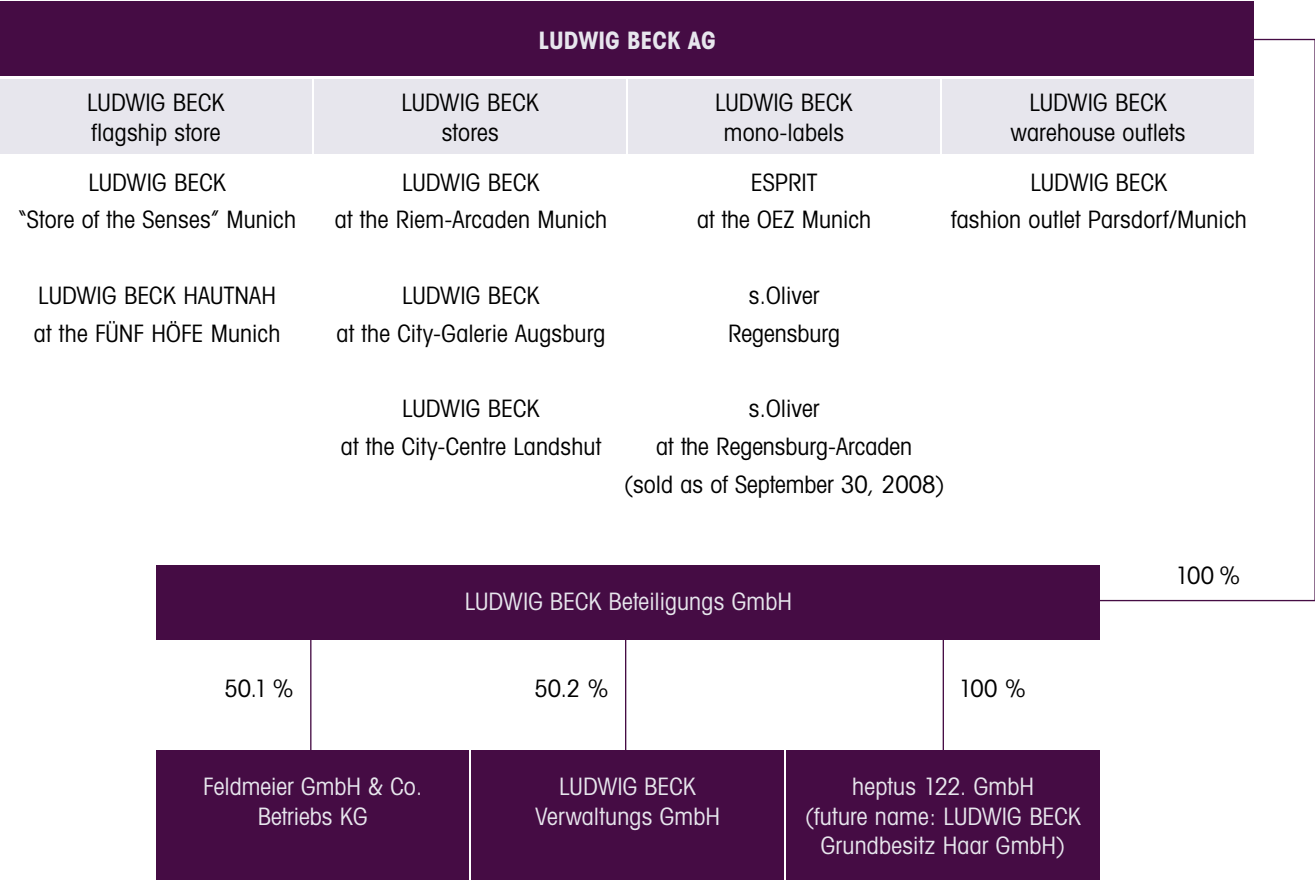 LUDWIG BECK AG
LUDWIG BECK
flagship store
LUDWIG BECK
stores
LUDWIG BECK
mono-labels
LUDWIG BECK
warehouse outlets
LUDWIG BECK
“Store of the Senses” Munich
LUDWIG BECK HAUTNAH
at the FÜNF HÖFE Munich
LUDWIG BECK
at the Riem-Arcaden Munich
LUDWIG BECK
at the City-Galerie Augsburg
LUDWIG BECK
at the City-Centre Landshut
ESPRIT
at the OEZ Munich
s.Oliver
Regensburg
s.Oliver
at the Regensburg-Arcaden
(sold as of September 30, 2008)
LUDWIG BECK
fashion outlet Parsdorf/Munich
100 %
LUDWIG BECK Beteiligungs GmbH
50.1 %
50.2 %
100 %
Feldmeier GmbH & Co.
Betriebs KG
LUDWIG BECK
Verwaltungs GmbH
heptus 122. GmbH
(future name: LUDWIG BECK
Grundbesitz Haar GmbH)